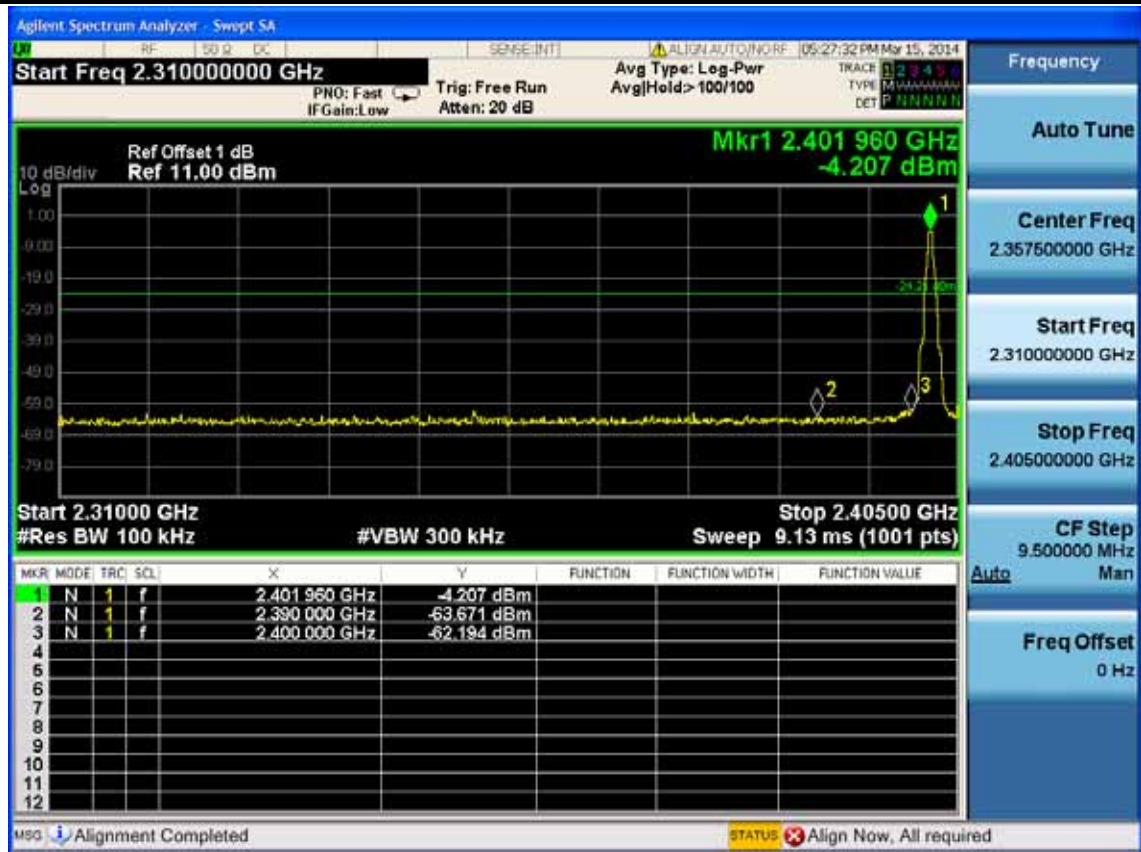 Agilent Spectrum Analyzer - Swept SA
RF 50 Ω DC SENSE:INT ALIGN AUTO/NO RF 05:27:32 PM Mar 15, 2014
Start Freq 2.310000000 GHz
PNO: Fast
IFGain:Low
Trig: Free Run
Atten: 20 dB
Avg Type: Log-Pwr
Avg|Hold:> 100/100
TRACE 1 2 3 4 5 6
TYPE M
DET P N N N N N
Mkr1 2.401 960 GHz
-4.207 dBm
Ref Offset 1 dB
10 dB/div Ref 11.00 dBm
Log
1.00
-9.00
-19.0
-29.0
-39.0
-49.0
-59.0
-69.0
-79.0
1
2
3
Start 2.31000 GHz Stop 2.40500 GHz
#Res BW 100 kHz #VBW 300 kHz Sweep 9.13 ms (1001 pts)
MKR MODE TRC SCL X Y FUNCTION FUNCTION WIDTH FUNCTION VALUE
1 N 1 f 2.401 960 GHz -4.207 dBm
2 N 1 f 2.390 000 GHz -63.671 dBm
3 N 1 f 2.400 000 GHz -62.194 dBm
4
5
6
7
8
9
10
11
12
MSG Alignment Completed STATUS Align Now, All required
Frequency
Auto Tune
Center Freq
2.357500000 GHz
Start Freq
2.310000000 GHz
Stop Freq
2.405000000 GHz
CF Step
9.500000 MHz
Auto Man
Freq Offset
0 Hz